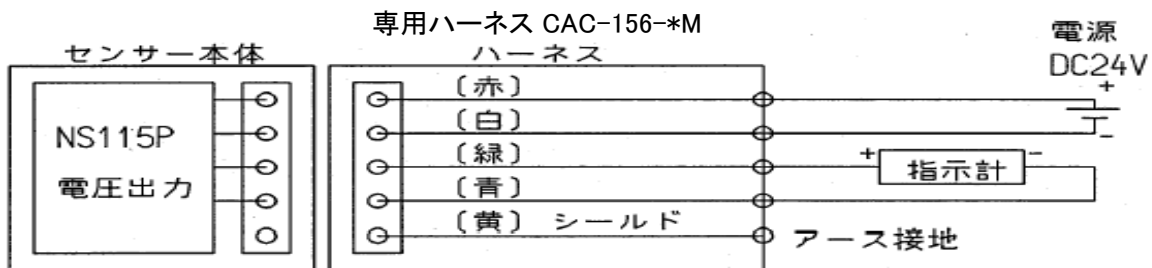 専用ハーネス CAC-156-*M
センサー本体
ハーネス
電源
DC24V
+
-
NS115P
電圧出力
(赤)
(白)
(緑)
(青)
(黄) シールド
+ 指示計 -
アース接地